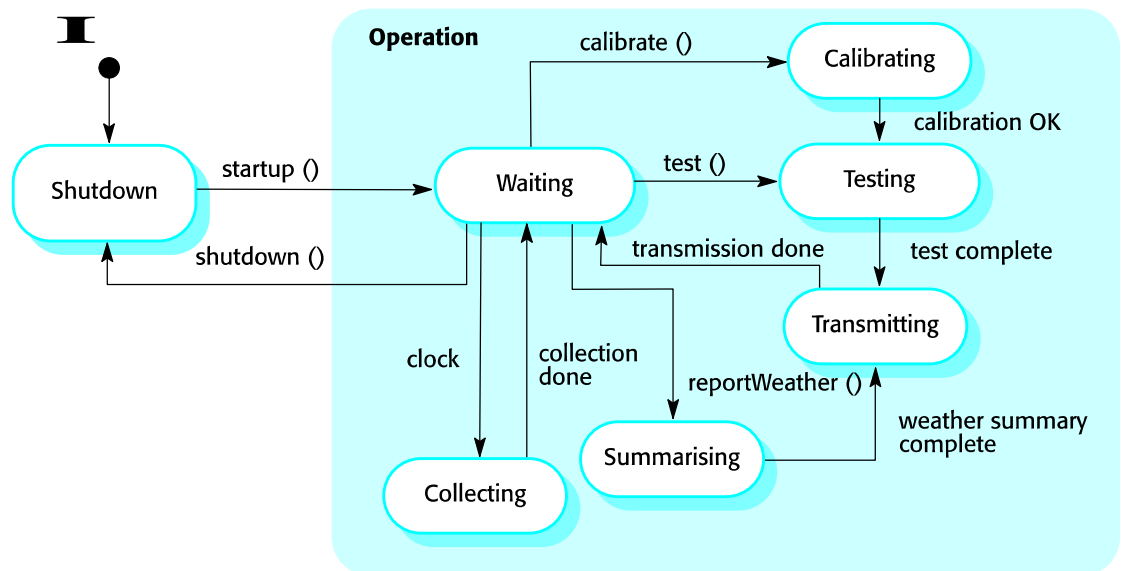 I
Operation
calibrate ()
Calibrating
calibration OK
Shutdown
startup ()
Waiting
test ()
Testing
shutdown ()
transmission done
test complete
Transmitting
clock
collection
done
reportWeather ()
weather summary
complete
Summarising
Collecting